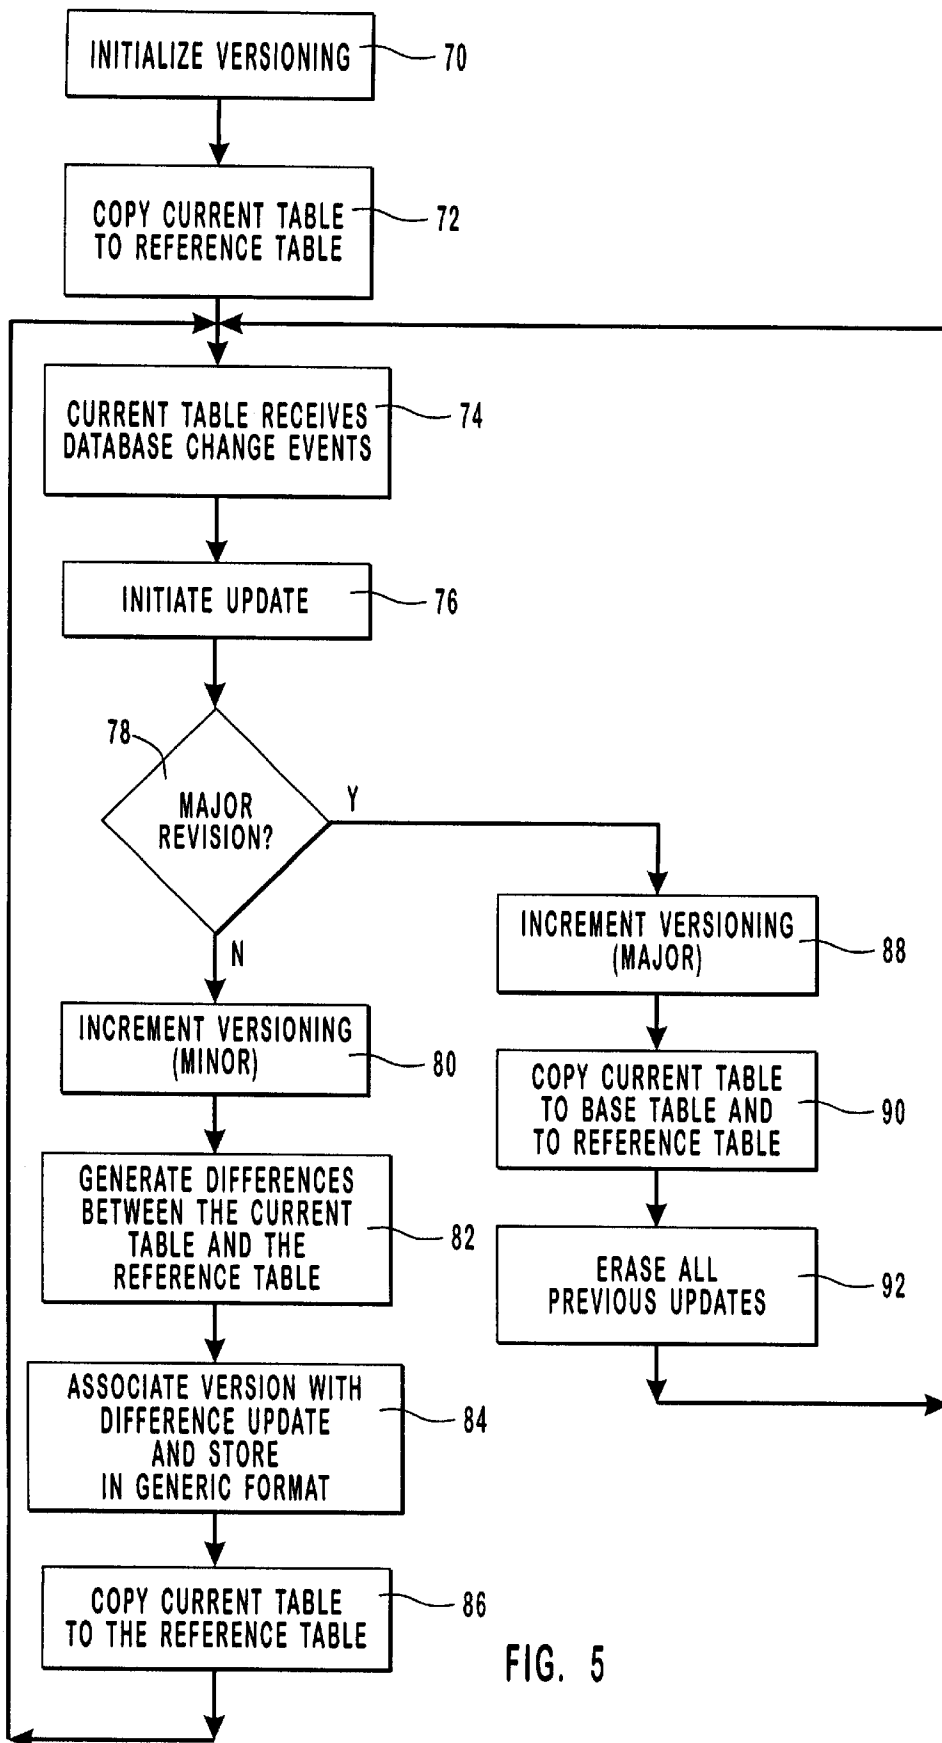 INITIALIZE VERSIONING
70
COPY CURRENT TABLE
TO REFERENCE TABLE
72
CURRENT TABLE RECEIVES
DATABASE CHANGE EVENTS
74
INITIATE UPDATE
76
78
MAJOR
REVISION?
Y
N
INCREMENT VERSIONING
(MINOR)
80
GENERATE DIFFERENCES
BETWEEN THE CURRENT
TABLE AND THE
REFERENCE TABLE
82
ASSOCIATE VERSION WITH
DIFFERENCE UPDATE
AND STORE
IN GENERIC FORMAT
84
COPY CURRENT TABLE
TO THE REFERENCE TABLE
86
INCREMENT VERSIONING
(MAJOR)
88
COPY CURRENT TABLE
TO BASE TABLE AND
TO REFERENCE TABLE
90
ERASE ALL
PREVIOUS UPDATES
92
FIG. 5